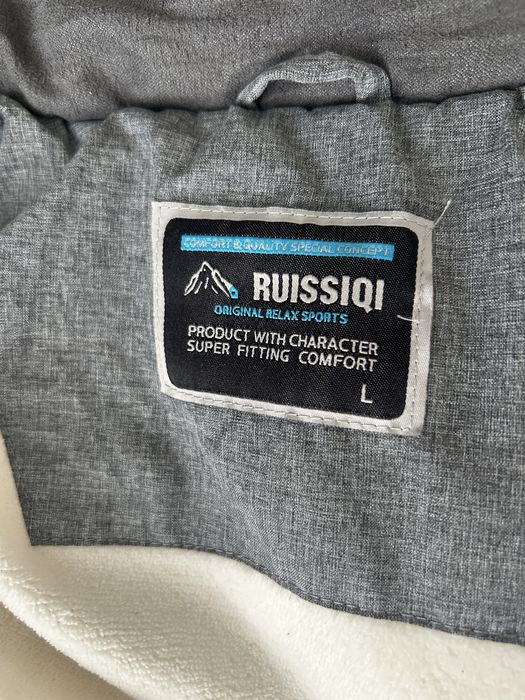 COMFORT & QUALITY SPECIAL CONCEPT
RUISSIQI
ORIGINAL RELAX SPORTS
PRODUCT WITH CHARACTER
SUPER FITTING COMFORT
L